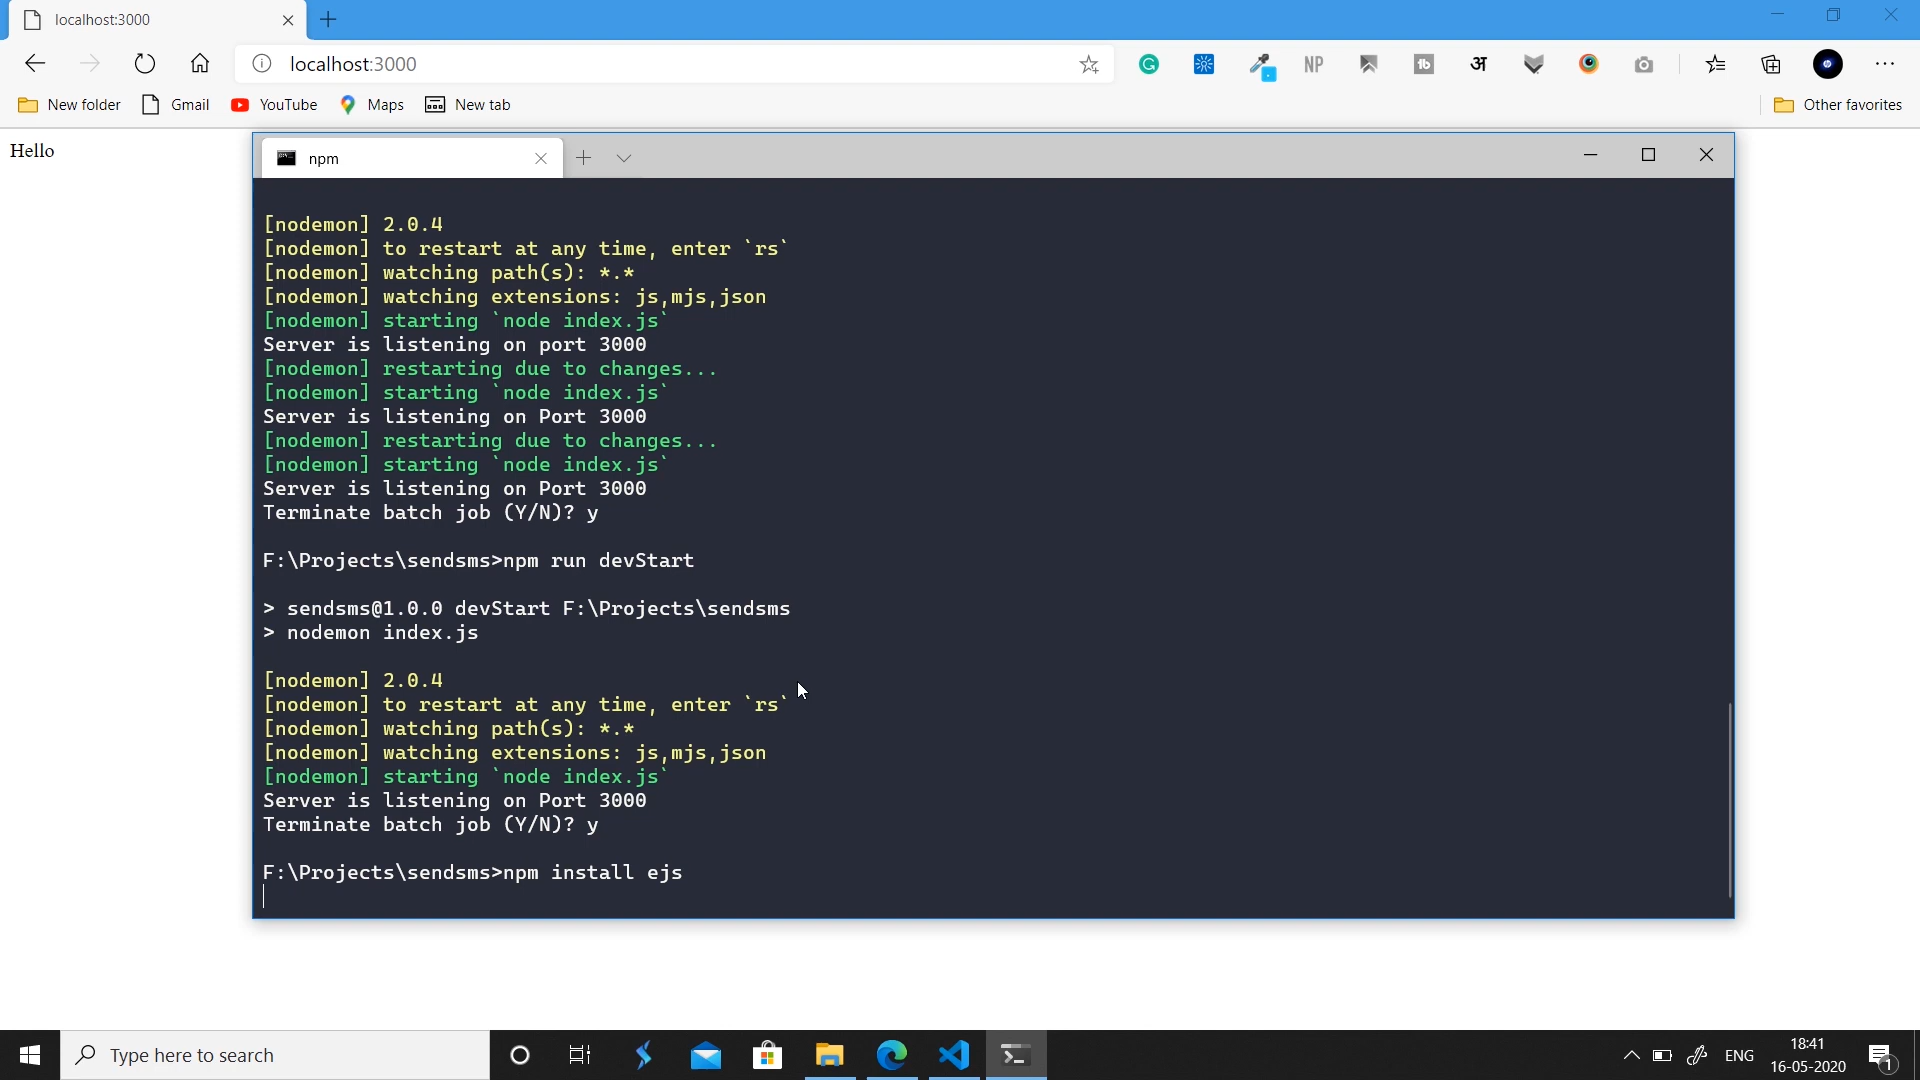 localhost:3000
localhost:3000
NP
tb
अ
New folder
Gmail
YouTube
Maps
New tab
Other favorites
Hello
npm
[nodemon] 2.0.4
[nodemon] to restart at any time, enter `rs`
[nodemon] watching path(s): *.*
[nodemon] watching extensions: js,mjs,json
[nodemon] starting `node index.js`
Server is listening on port 3000
[nodemon] restarting due to changes...
[nodemon] starting `node index.js`
Server is listening on Port 3000
[nodemon] restarting due to changes...
[nodemon] starting `node index.js`
Server is listening on Port 3000
Terminate batch job (Y/N)? y
F:\Projects\sendsms>npm run devStart
> sendsms@1.0.0 devStart F:\Projects\sendsms
> nodemon index.js
[nodemon] 2.0.4
[nodemon] to restart at any time, enter `rs`
[nodemon] watching path(s): *.*
[nodemon] watching extensions: js,mjs,json
[nodemon] starting `node index.js`
Server is listening on Port 3000
Terminate batch job (Y/N)? y
F:\Projects\sendsms>npm install ejs
Type here to search
ENG
18:41
16-05-2020
1